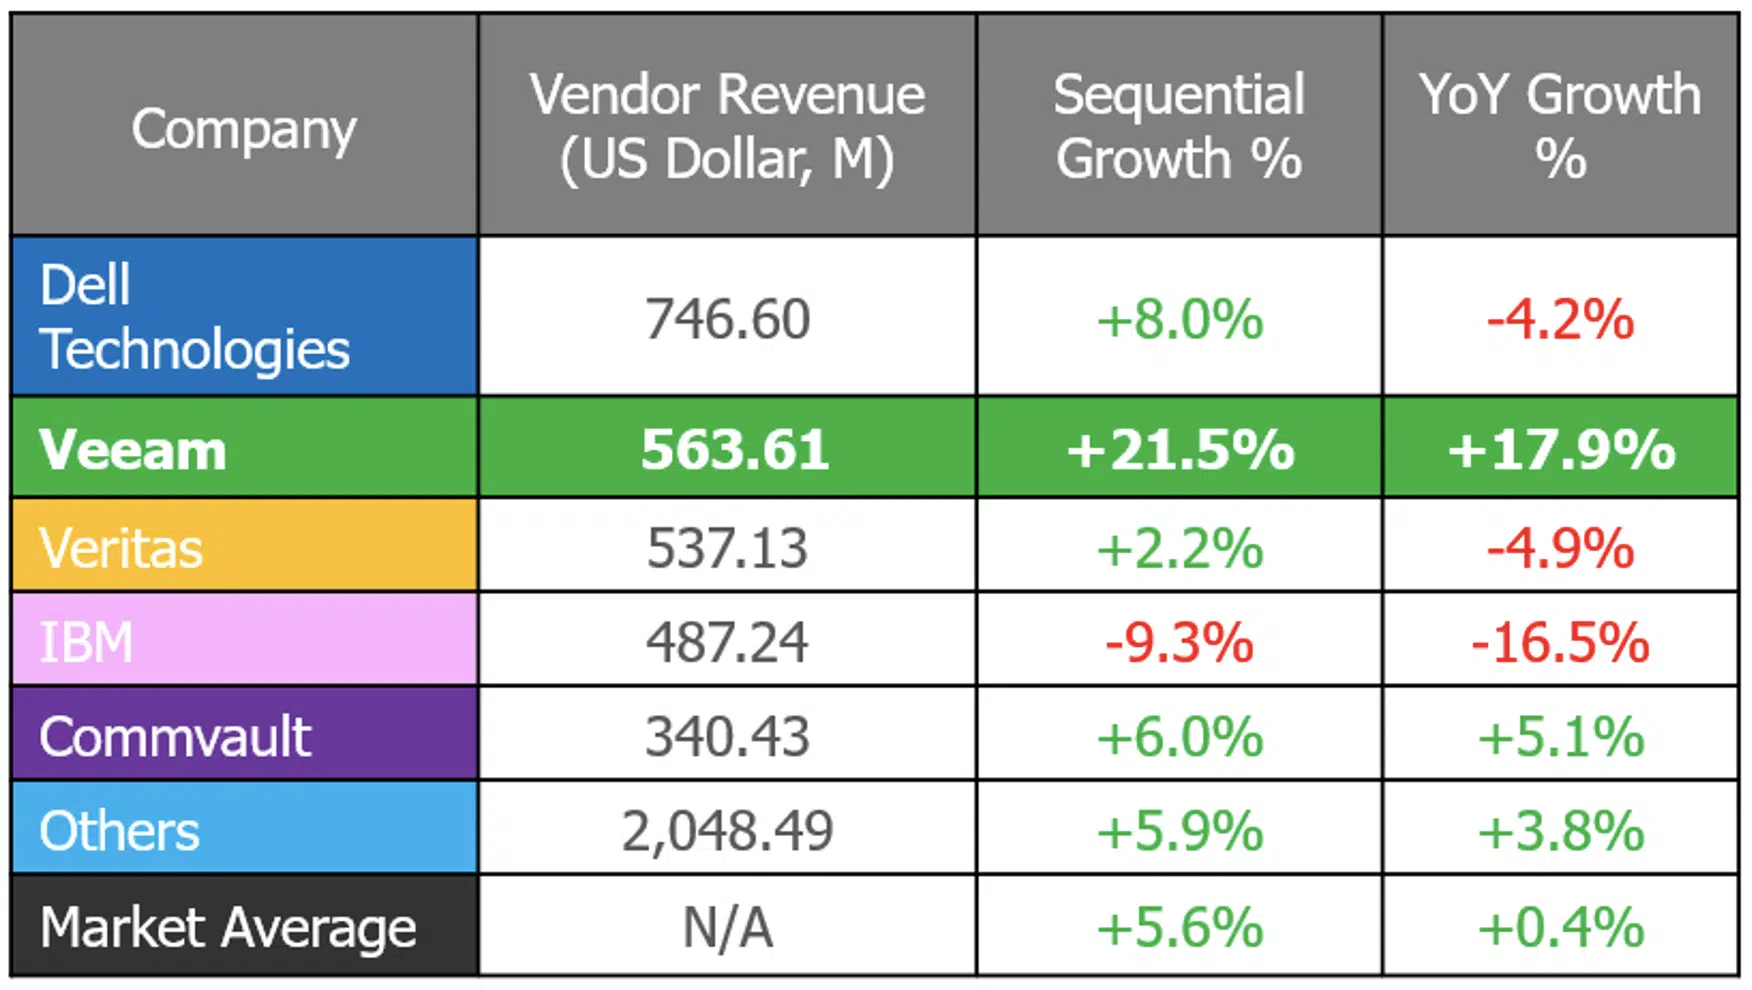 Company
Vendor Revenue
(US Dollar, M)
Sequential
Growth %
YoY Growth
%
Dell
Technologies
746.60
+8.0%
-4.2%
Veeam
563.61
+21.5%
+17.9%
Veritas
537.13
+2.2%
-4.9%
IBM
487.24
-9.3%
-16.5%
Commvault
340.43
+6.0%
+5.1%
Others
2,048.49
+5.9%
+3.8%
Market Average
N/A
+5.6%
+0.4%